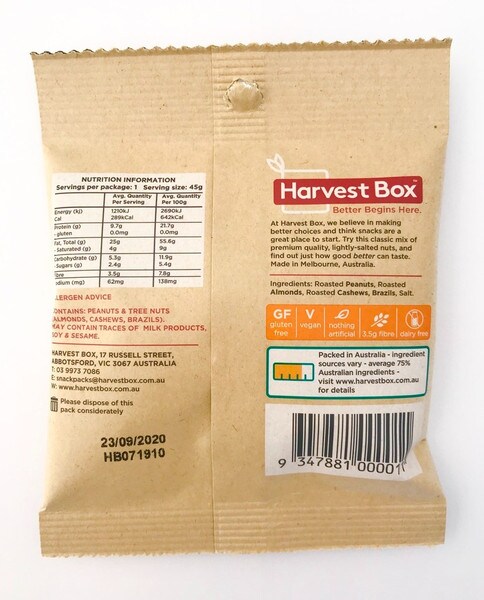 NUTRITION INFORMATION
Servings per package: 1 Serving size: 45g
Avg. Quantity Per Serving Avg. Quantity Per 100g
Energy (kJ) 1210kJ 2690kJ
Cal 289kCal 642kCal
Protein (g) 9.7g 21.7g
- gluten 0.0mg 0.0mg
Fat, Total (g) 25g 55.6g
- Saturated (g) 4g 9g
Carbohydrate (g) 5.3g 11.9g
- Sugars (g) 2.4g 5.4g
Fibre 3.5g 7.8g
Sodium (mg) 62mg 138mg
LLERGEN ADVICE
ONTAINS: PEANUTS & TREE NUTS
ALMONDS, CASHEWS, BRAZILS).
MAY CONTAIN TRACES OF MILK PRODUCTS,
OY & SESAME.
HARVEST BOX, 17 RUSSELL STREET,
ABBOTSFORD, VIC 3067 AUSTRALIA
T: 03 9973 7086
E: snackpacks@harvestbox.com.au
W: www.harvestbox.com.au
Please dispose of this
pack considerately
23/09/2020
HB071910
Harvest Box™
Better Begins Here.
At Harvest Box, we believe in making
better choices and think snacks are a
great place to start. Try this classic mix of
premium quality, lightly-salted nuts, and
find out just how good better can taste.
Made in Melbourne, Australia.
Ingredients: Roasted Peanuts, Roasted
Almonds, Roasted Cashews, Brazils, Salt.
GF gluten free
V vegan
nothing artificial
3.5g fibre
dairy free
Packed in Australia - ingredient
sources vary - average 75%
Australian ingredients -
visit www.harvestbox.com.au
for details
9 347881 00001